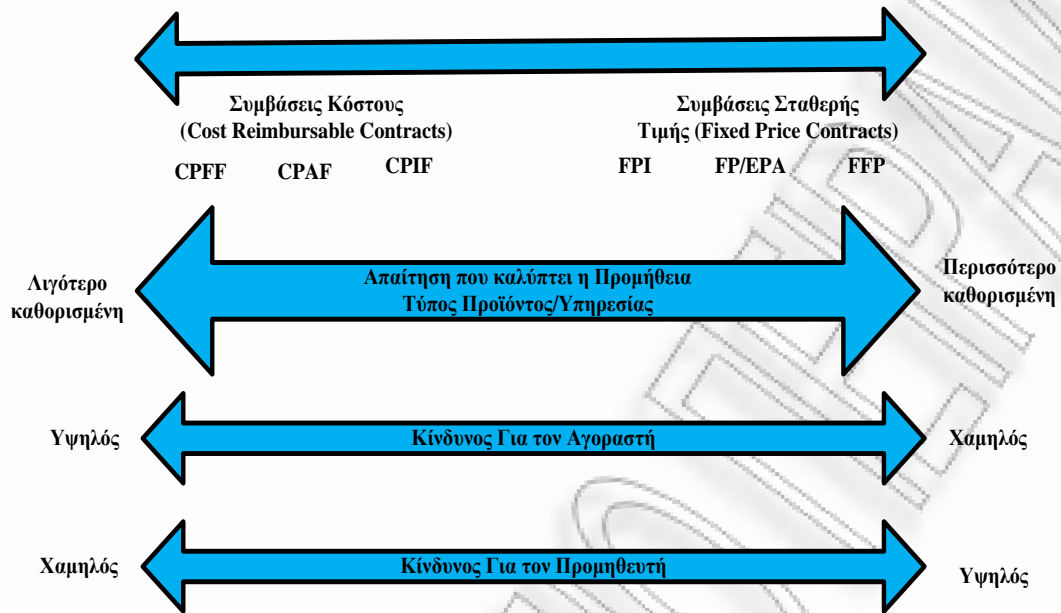 Συμβάσεις Κόστους
(Cost Reimbursable Contracts)
Συμβάσεις Σταθερής
Τιμής (Fixed Price Contracts)
CPFF CPAF CPIF FPI FP/EPA FFP
Λιγότερο
καθορισμένη
Απαίτηση που καλύπτει η Προμήθεια
Τύπος Προϊόντος/Υπηρεσίας
Περισσότερο
καθορισμένη
Υψηλός Κίνδυνος Για τον Αγοραστή Χαμηλός
Χαμηλός Κίνδυνος Για τον Προμηθευτή Υψηλός